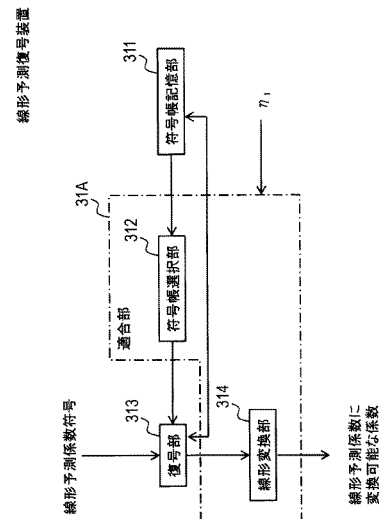 線形予測復号装置
線形予測係数符号
適合部
31A
313
復号部
312
符号帳選択部
311
符号帳記憶部
314
線形変換部
η₁
線形予測係数に
変換可能な係数